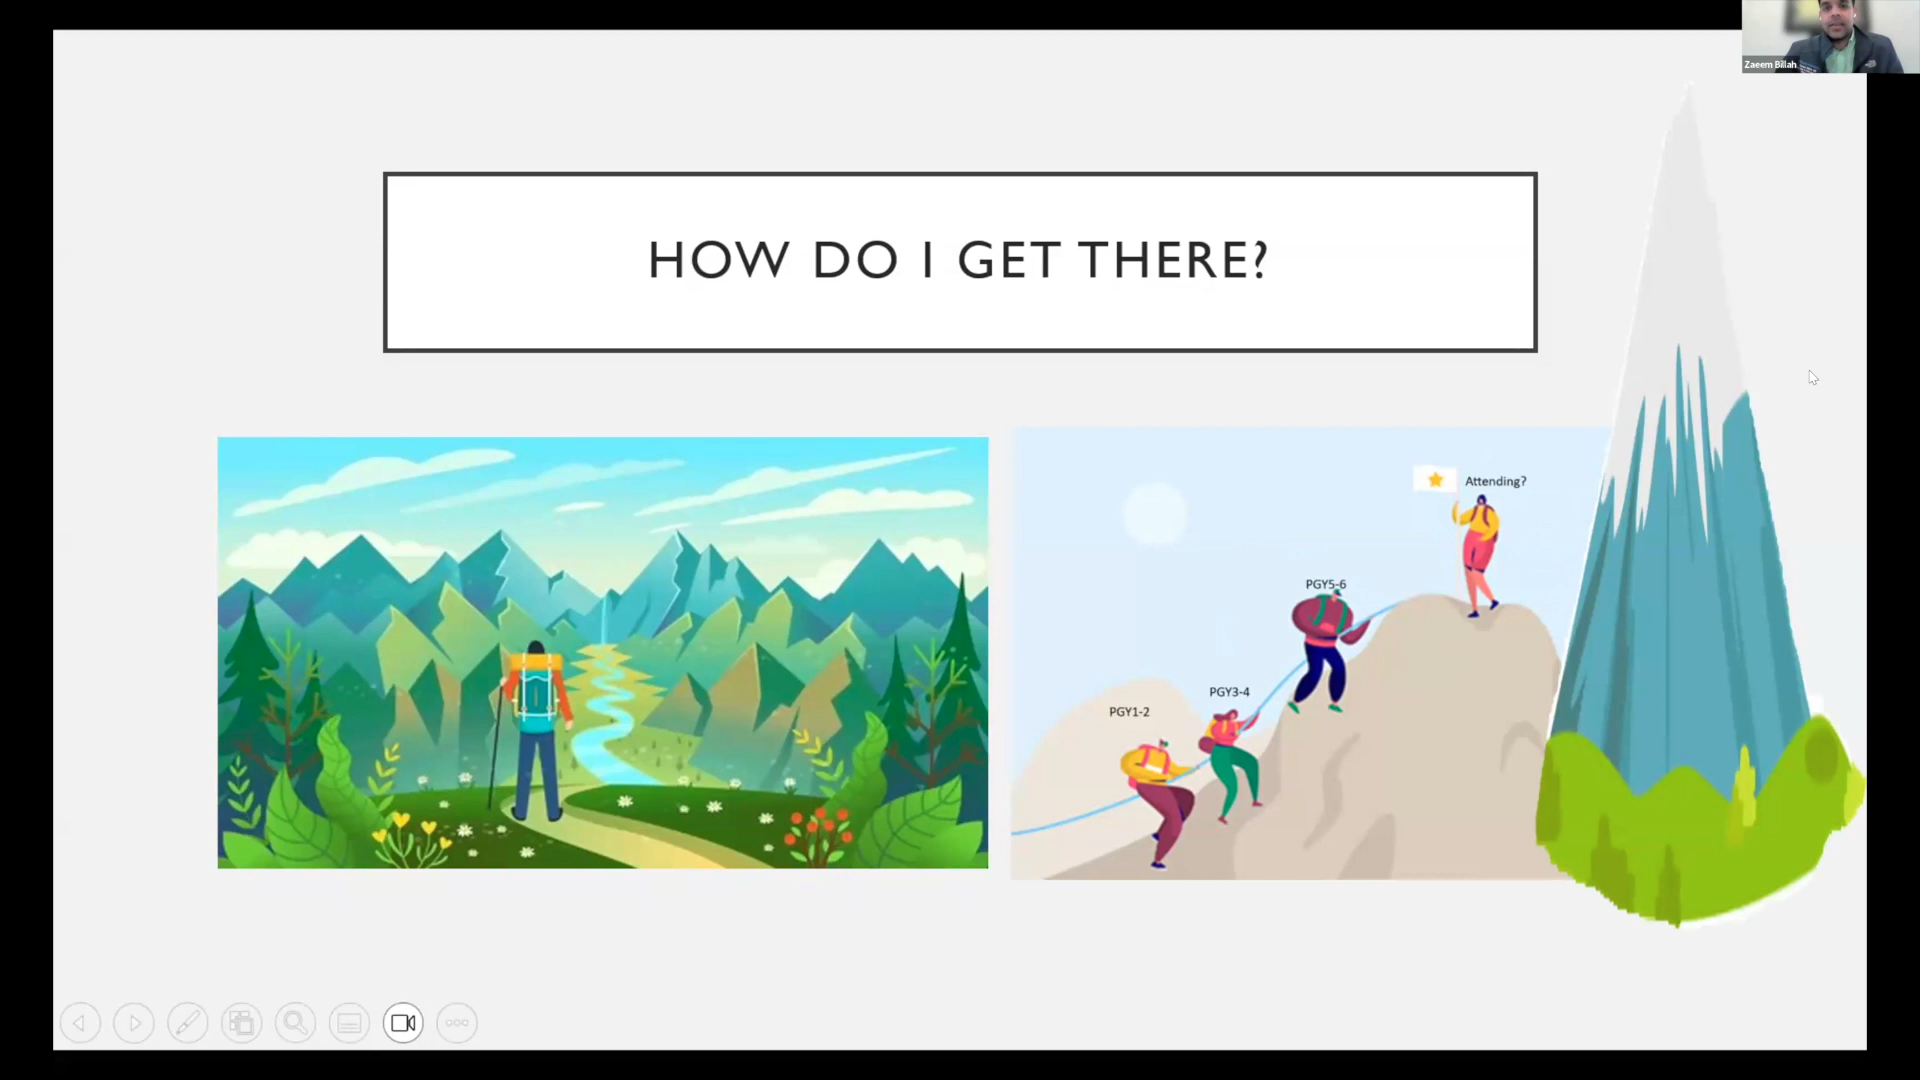 Zaeem Billah
HOW DO I GET THERE?
Attending?
PGY5-6
PGY3-4
PGY1-2